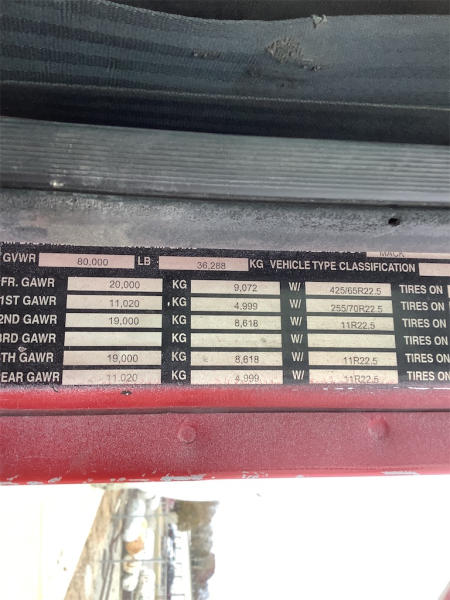 MACK
GVWR 80,000 LB 36,288 KG VEHICLE TYPE CLASSIFICATION
FR. GAWR 20,000 KG 9,072 W/ 425/65R22.5 TIRES ON
1ST GAWR 11,020 KG 4,999 W/ 255/70R22.5 TIRES ON
2ND GAWR 19,000 KG 8,618 W/ 11R22.5 TIRES ON
3RD GAWR KG W/ TIRES ON
4TH GAWR 19,000 KG 8,618 W/ 11R22.5 TIRES ON
EAR GAWR 11,020 KG 4,999 W/ 11R22.5 TIRES ON